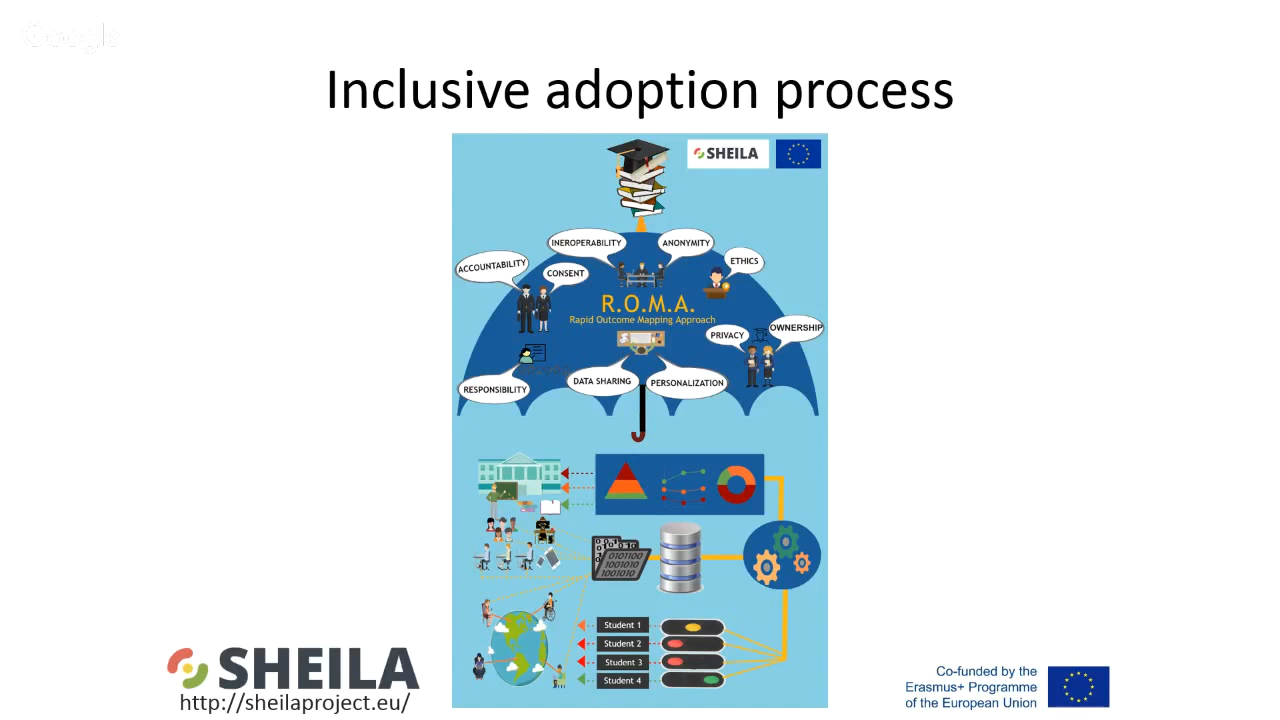 Google
Inclusive adoption process
SHEILA
INEROPERABILITY
ANONYMITY
ACCOUNTABILITY
CONSENT
ETHICS
R.O.M.A.
Rapid Outcome Mapping Approach
PRIVACY
OWNERSHIP
RESPONSIBILITY
DATA SHARING
PERSONALIZATION
0101100
1001010
1001010
Student 1
Student 2
Student 3
Student 4
SHEILA
http://sheilaproject.eu/
Co-funded by the
Erasmus+ Programme
of the European Union